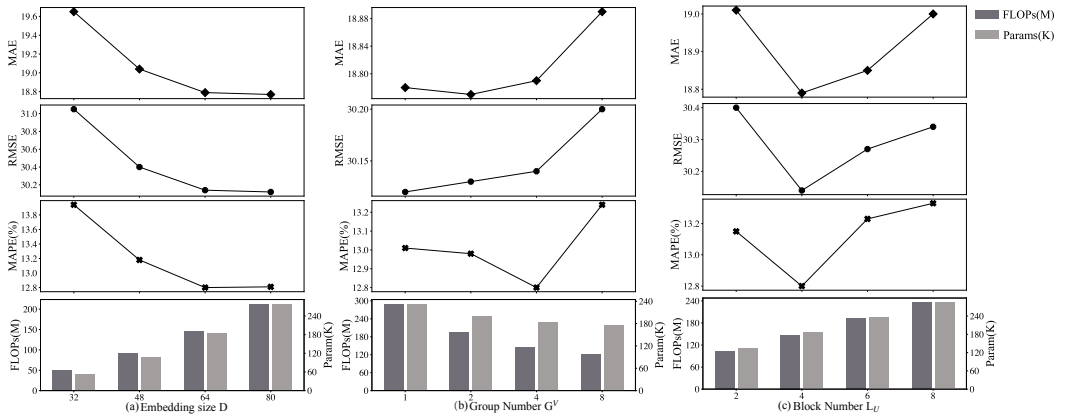 19.6
19.4
19.2
19.0
18.8
MAE
31.0
30.8
30.6
30.4
30.2
RMSE
13.8
13.6
13.4
13.2
13.0
12.8
MAPE(%)
200
150
100
50
0
FLOPs(M)
240
180
120
60
0
Param(K)
32 48 64 80
(a) Embedding size D
18.88
18.84
18.80
MAE
30.20
30.15
RMSE
13.2
13.1
13.0
12.9
12.8
MAPE(%)
300
240
180
120
60
0
FLOPs(M)
240
180
120
60
0
Param(K)
1 2 4 8
(b) Group Number G^V
19.0
18.9
18.8
MAE
30.4
30.3
30.2
RMSE
13.2
13.0
12.8
MAPE(%)
240
180
120
60
0
FLOPs(M)
240
180
120
60
0
Param(K)
2 4 6 8
(c) Block Number L_U
FLOPs(M)
Params(K)